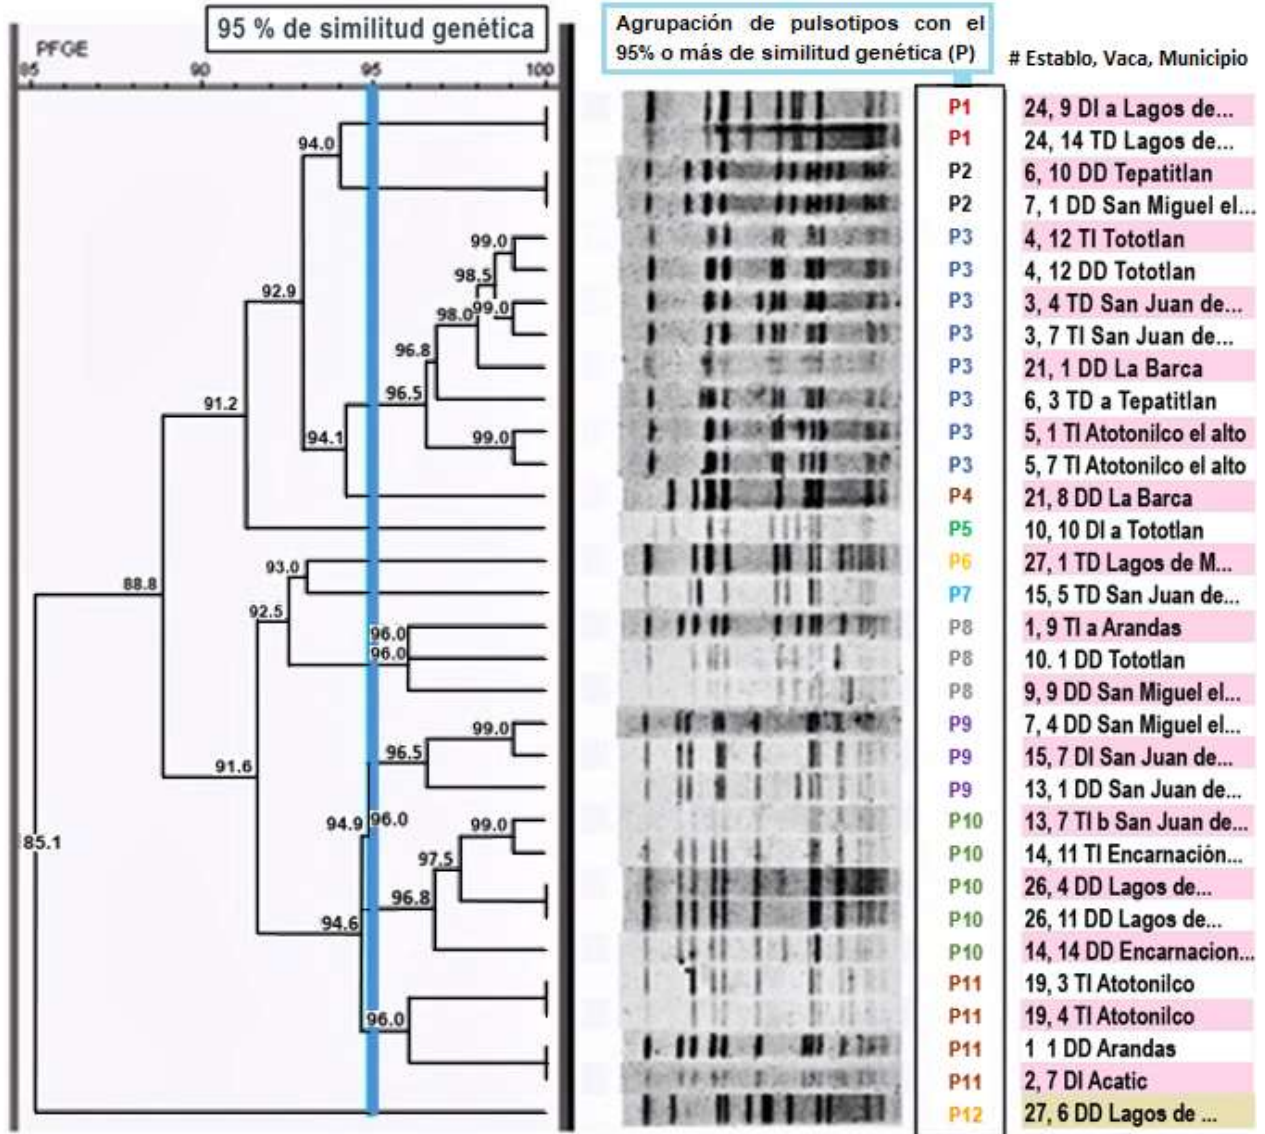 95 % de similitud genética
PFGE
85 90 95 100
Agrupación de pulsotipos con el
95% o más de similitud genética (P)
# Establo, Vaca, Municipio
P1 24, 9 DI a Lagos de...
P1 24, 14 TD Lagos de...
94.0
P2 6, 10 DD Tepatitlan
P2 7, 1 DD San Miguel el...
99.0
P3 4, 12 TI Tototlan
98.5
P3 4, 12 DD Tototlan
92.9
99.0
P3 3, 4 TD San Juan de...
98.0
P3 3, 7 TI San Juan de...
96.8
P3 21, 1 DD La Barca
96.5
P3 6, 3 TD a Tepatitlan
91.2
94.1
99.0
P3 5, 1 TI Atotonilco el alto
P3 5, 7 TI Atotonilco el alto
P4 21, 8 DD La Barca
P5 10, 10 DI a Tototlan
93.0
P6 27, 1 TD Lagos de M...
88.8
P7 15, 5 TD San Juan de...
92.5
96.0
P8 1, 9 TI a Arandas
96.0
P8 10. 1 DD Tototlan
P8 9, 9 DD San Miguel el...
99.0
P9 7, 4 DD San Miguel el...
96.5
P9 15, 7 DI San Juan de...
91.6
P9 13, 1 DD San Juan de...
94.9
96.0
99.0
P10 13, 7 TI b San Juan de...
85.1
97.5
P10 14, 11 TI Encarnación...
96.8
P10 26, 4 DD Lagos de...
94.6
P10 26, 11 DD Lagos de...
P10 14, 14 DD Encarnacion...
P11 19, 3 TI Atotonilco
96.0
P11 19, 4 TI Atotonilco
P11 1 1 DD Arandas
P11 2, 7 DI Acatic
P12 27, 6 DD Lagos de ...